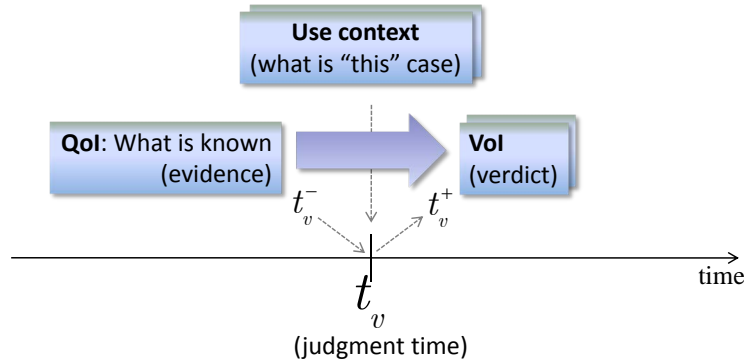 Use context
(what is “this” case)
QoI: What is known
(evidence)
VoI
(verdict)
t_v^-
t_v^+
time
t_v
(judgment time)